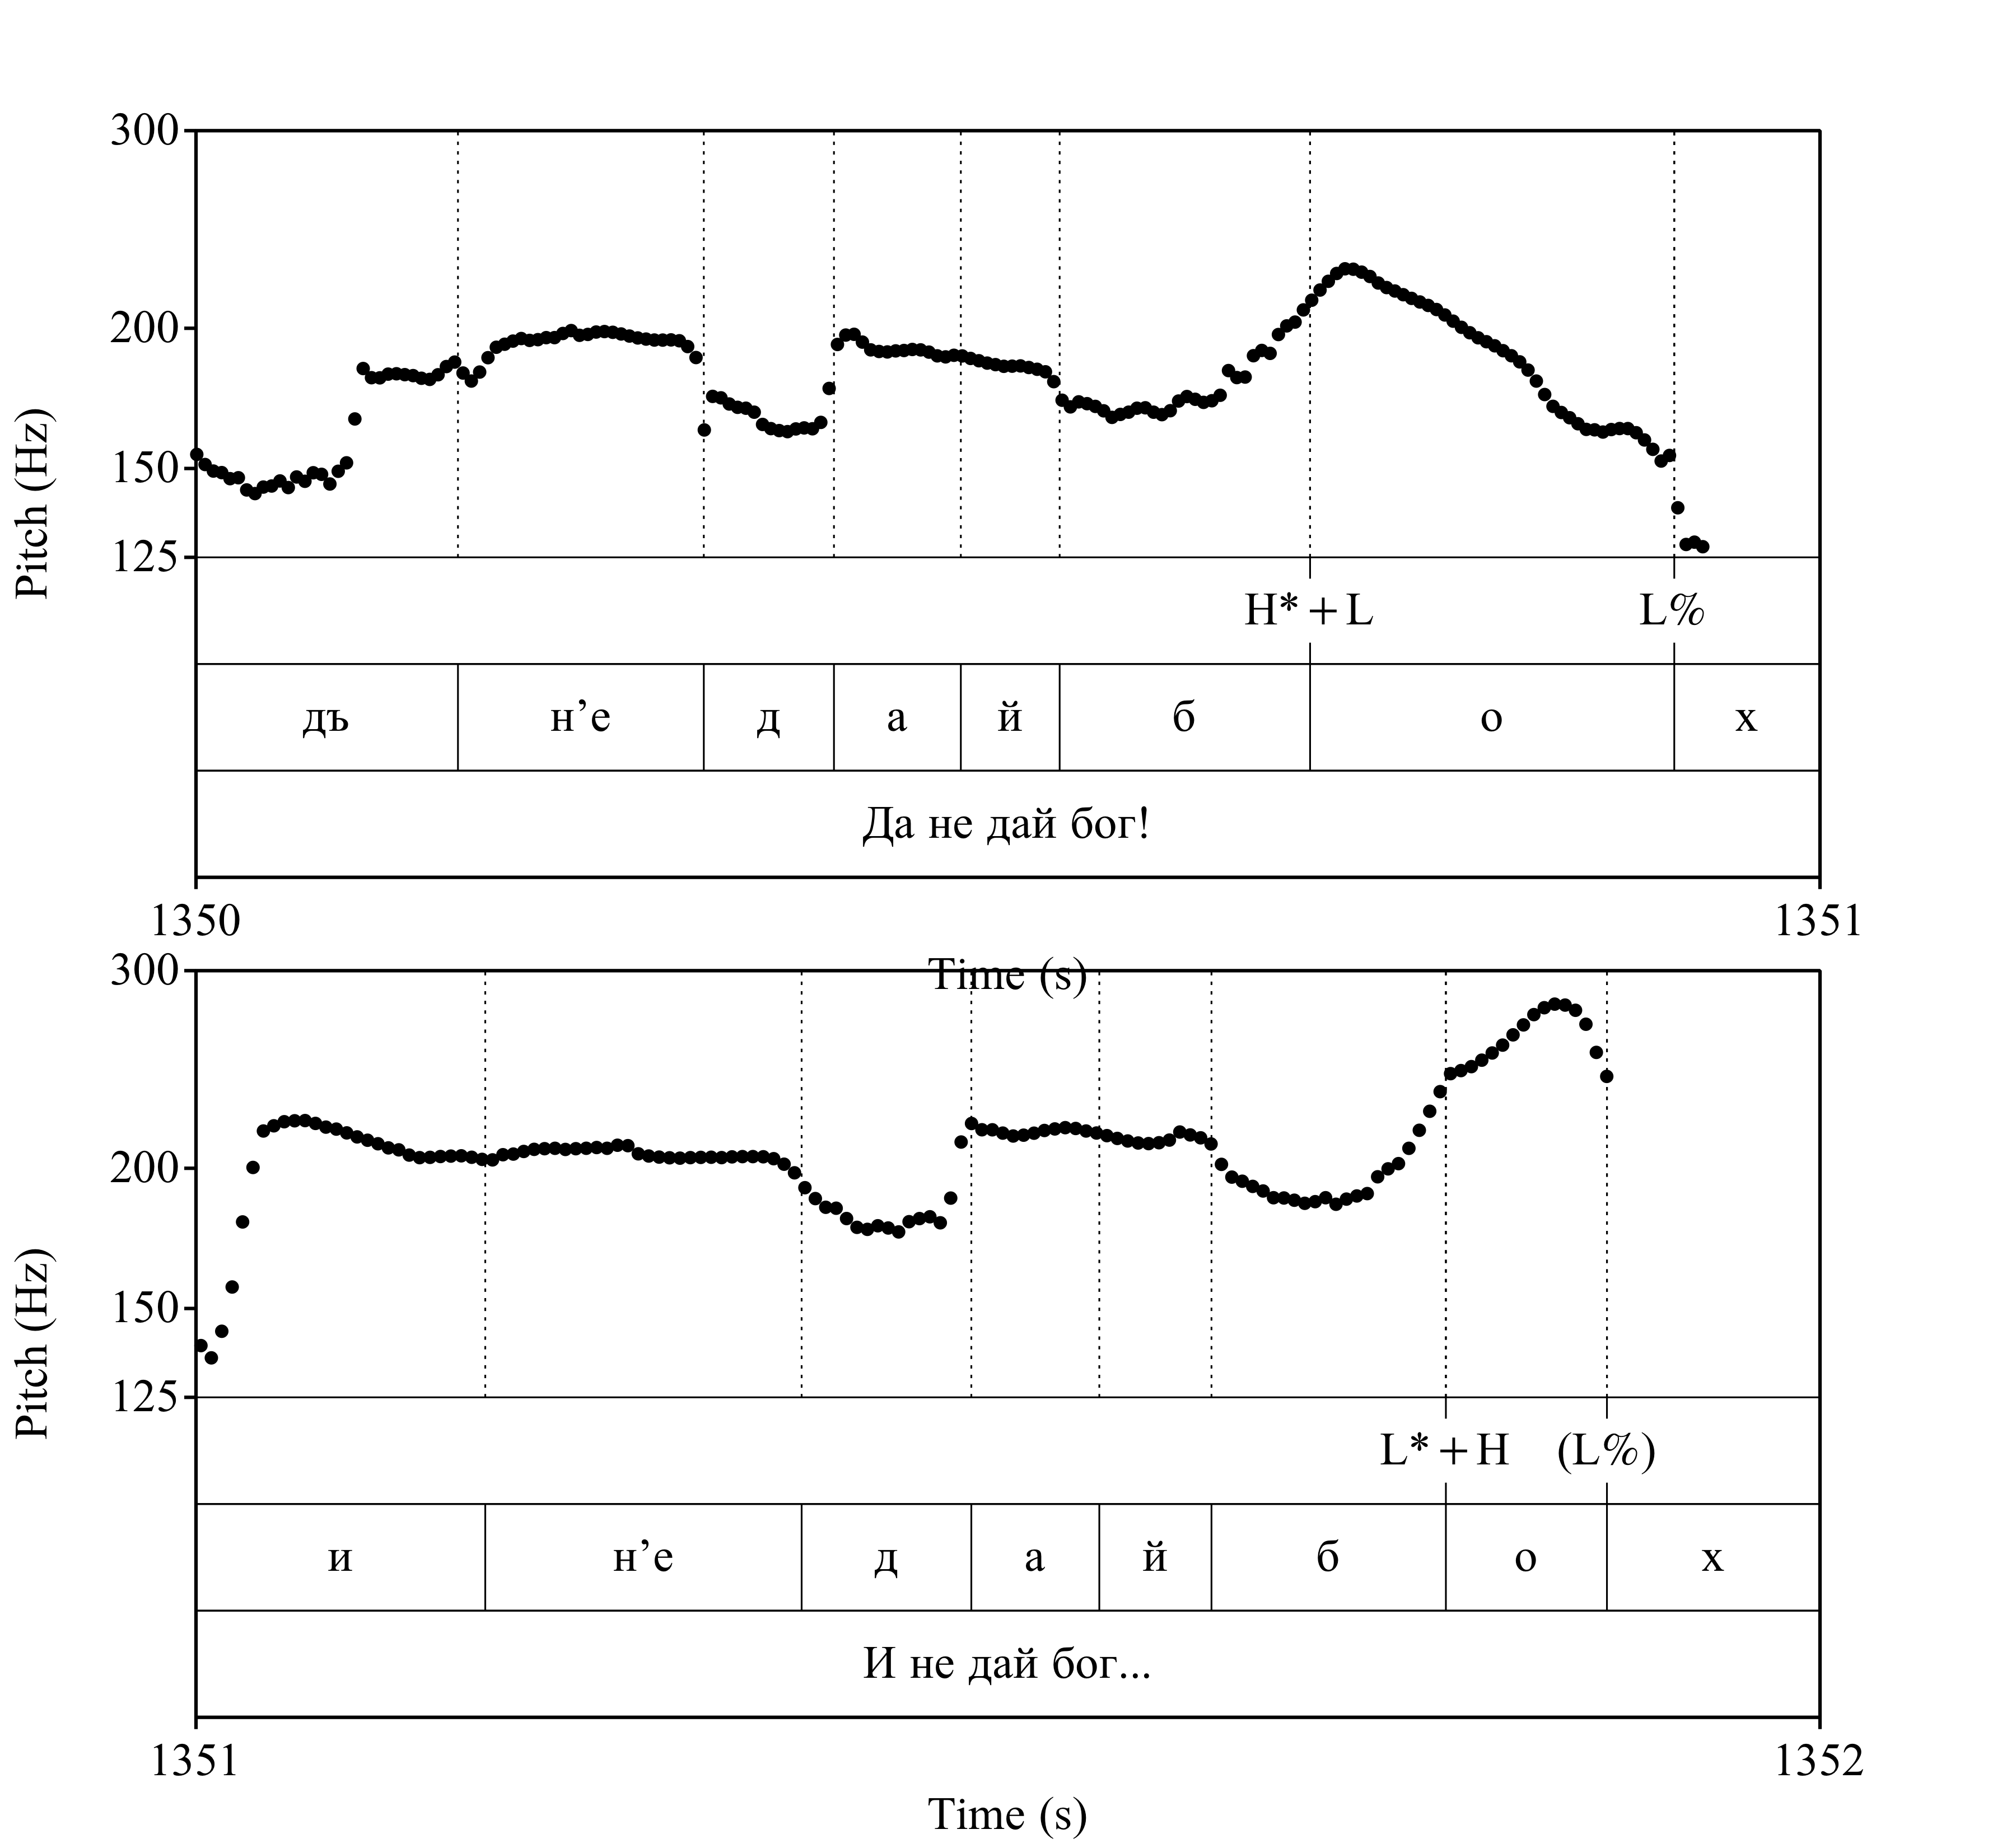 300
200
150
125
Pitch (Hz)
H*+L L%
дъ н’е д а й б о х
Да не дай бог!
1350 1351
Time (s)
300
200
150
125
Pitch (Hz)
L*+H (L%)
и н’е д а й б о х
И не дай бог...
1351 1352
Time (s)